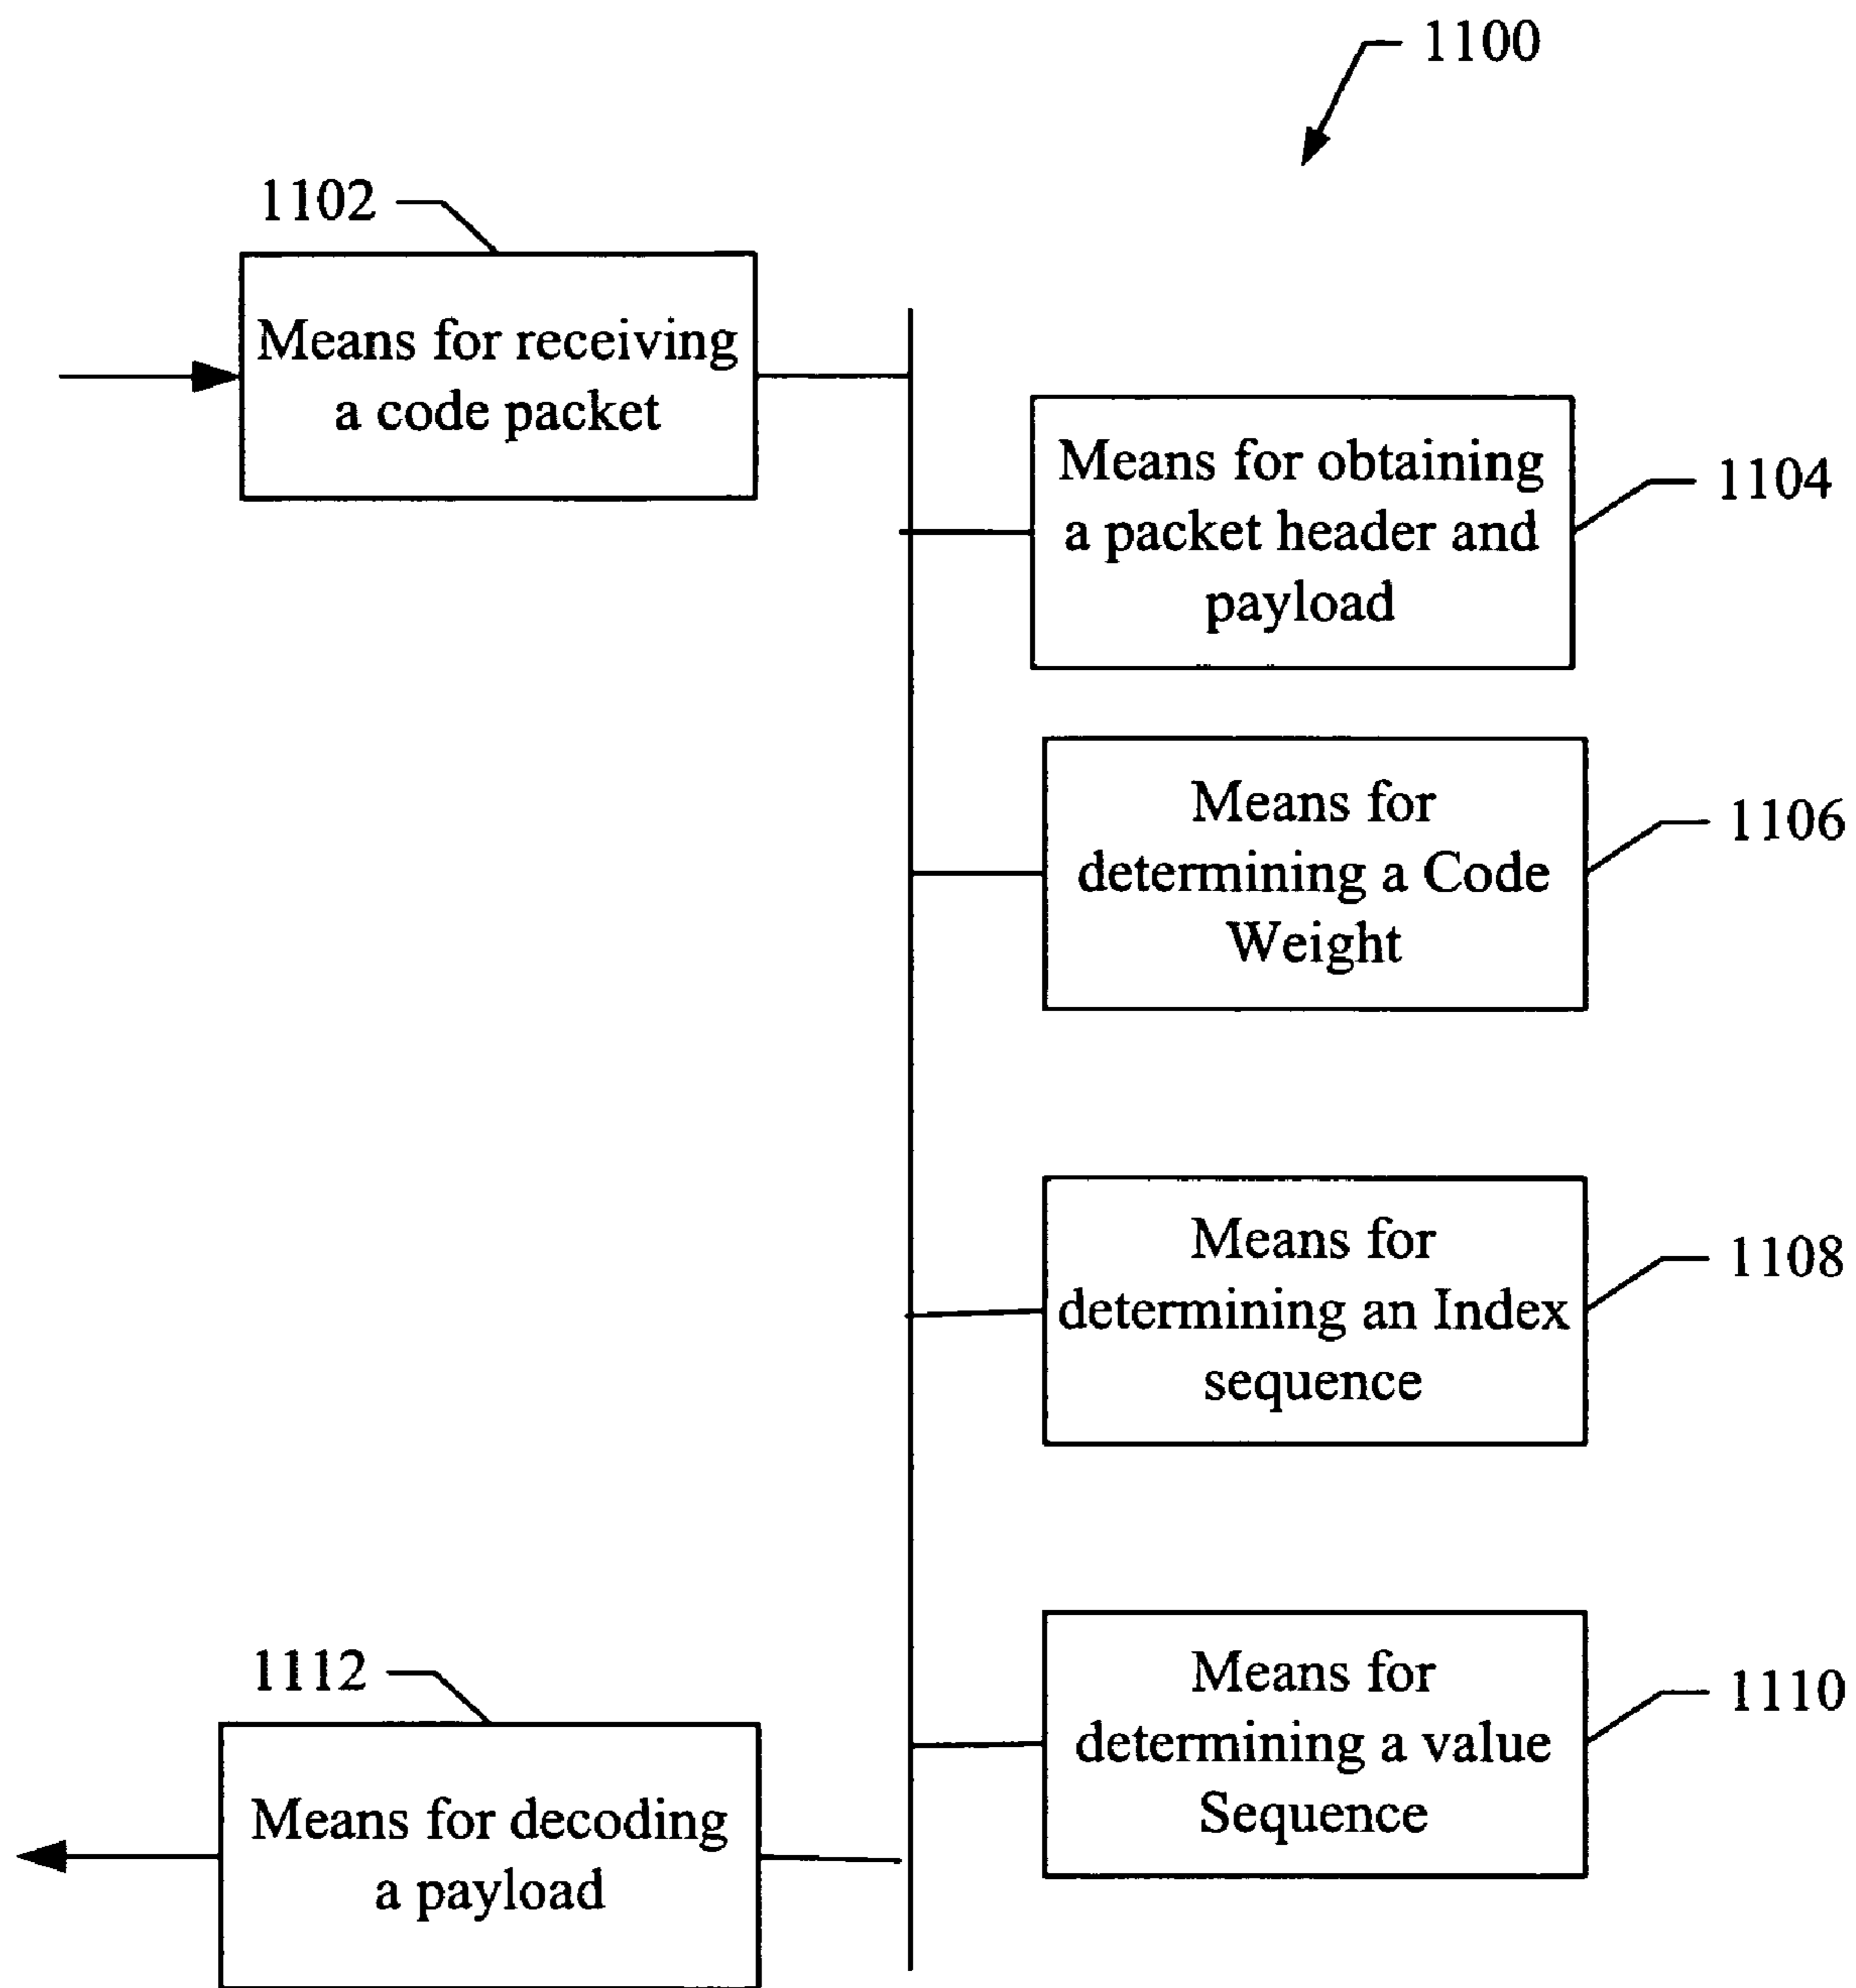 1100
1102
Means for receiving
a code packet
Means for obtaining
a packet header and
payload
1104
Means for
determining a Code
Weight
1106
Means for
determining an Index
sequence
1108
Means for
determining a value
Sequence
1110
1112
Means for decoding
a payload